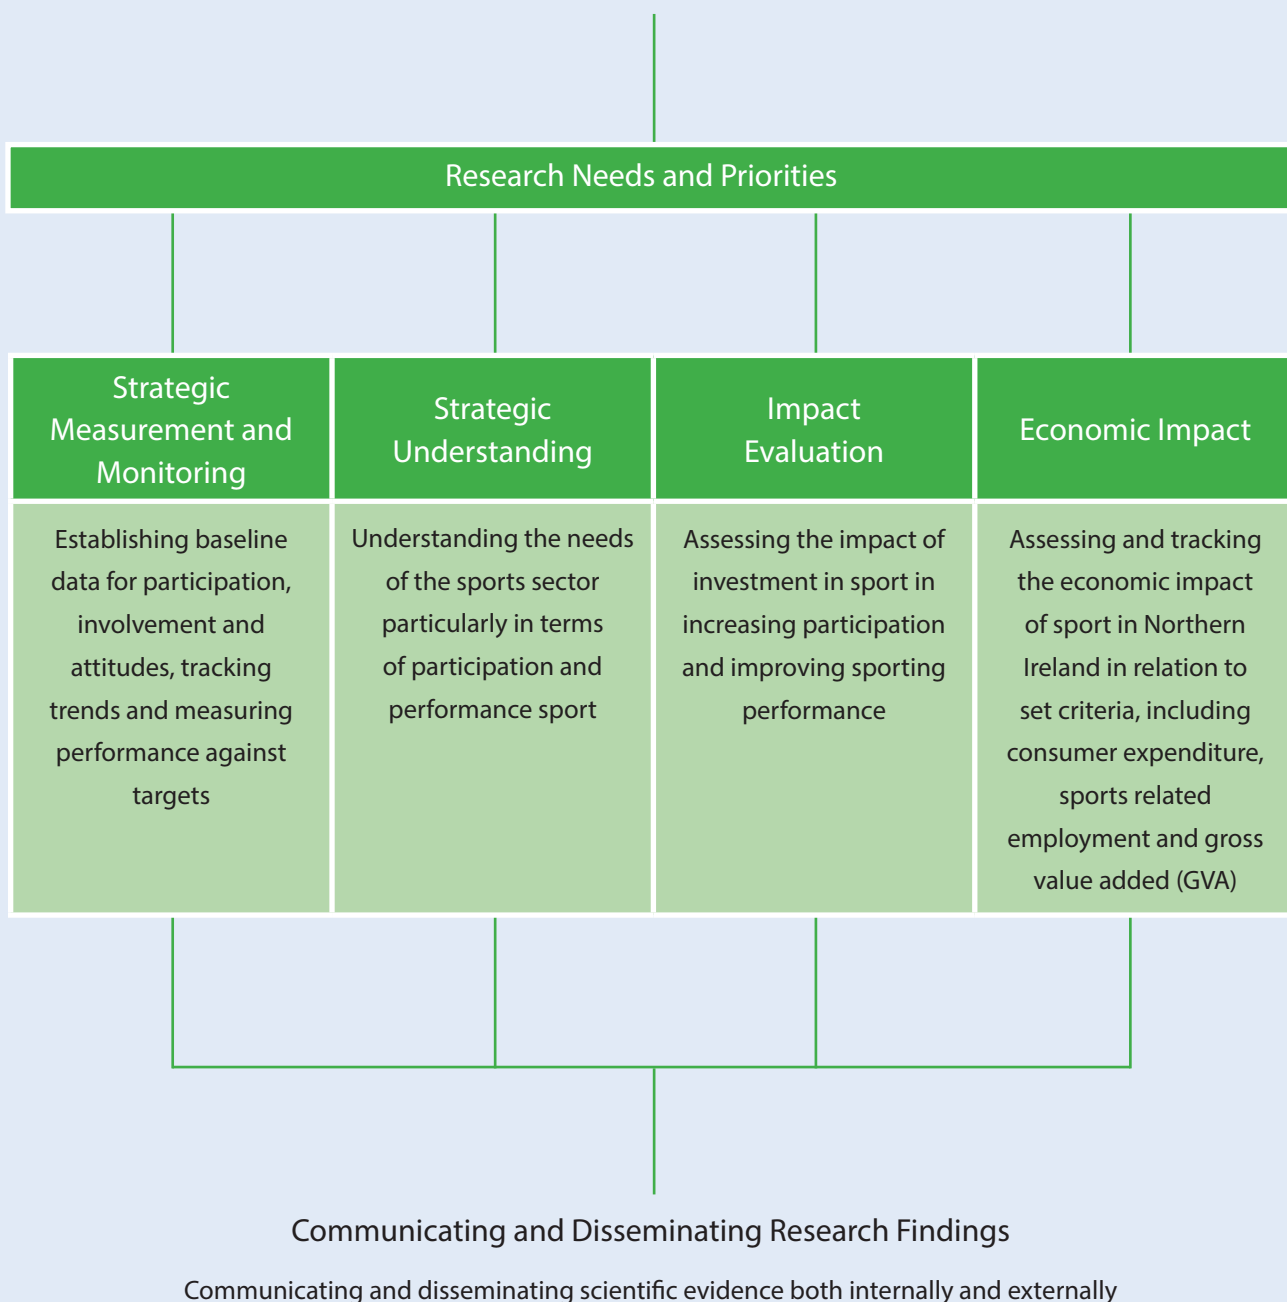 Research Needs and Priorities
Strategic
Measurement and
Monitoring
Strategic
Understanding
Impact
Evaluation
Economic Impact
Establishing baseline
data for participation,
involvement and
attitudes, tracking
trends and measuring
performance against
targets
Understanding the needs
of the sports sector
particularly in terms
of participation and
performance sport
Assessing the impact of
investment in sport in
increasing participation
and improving sporting
performance
Assessing and tracking
the economic impact
of sport in Northern
Ireland in relation to
set criteria, including
consumer expenditure,
sports related
employment and gross
value added (GVA)
Communicating and Disseminating Research Findings
Communicating and disseminating scientific evidence both internally and externally